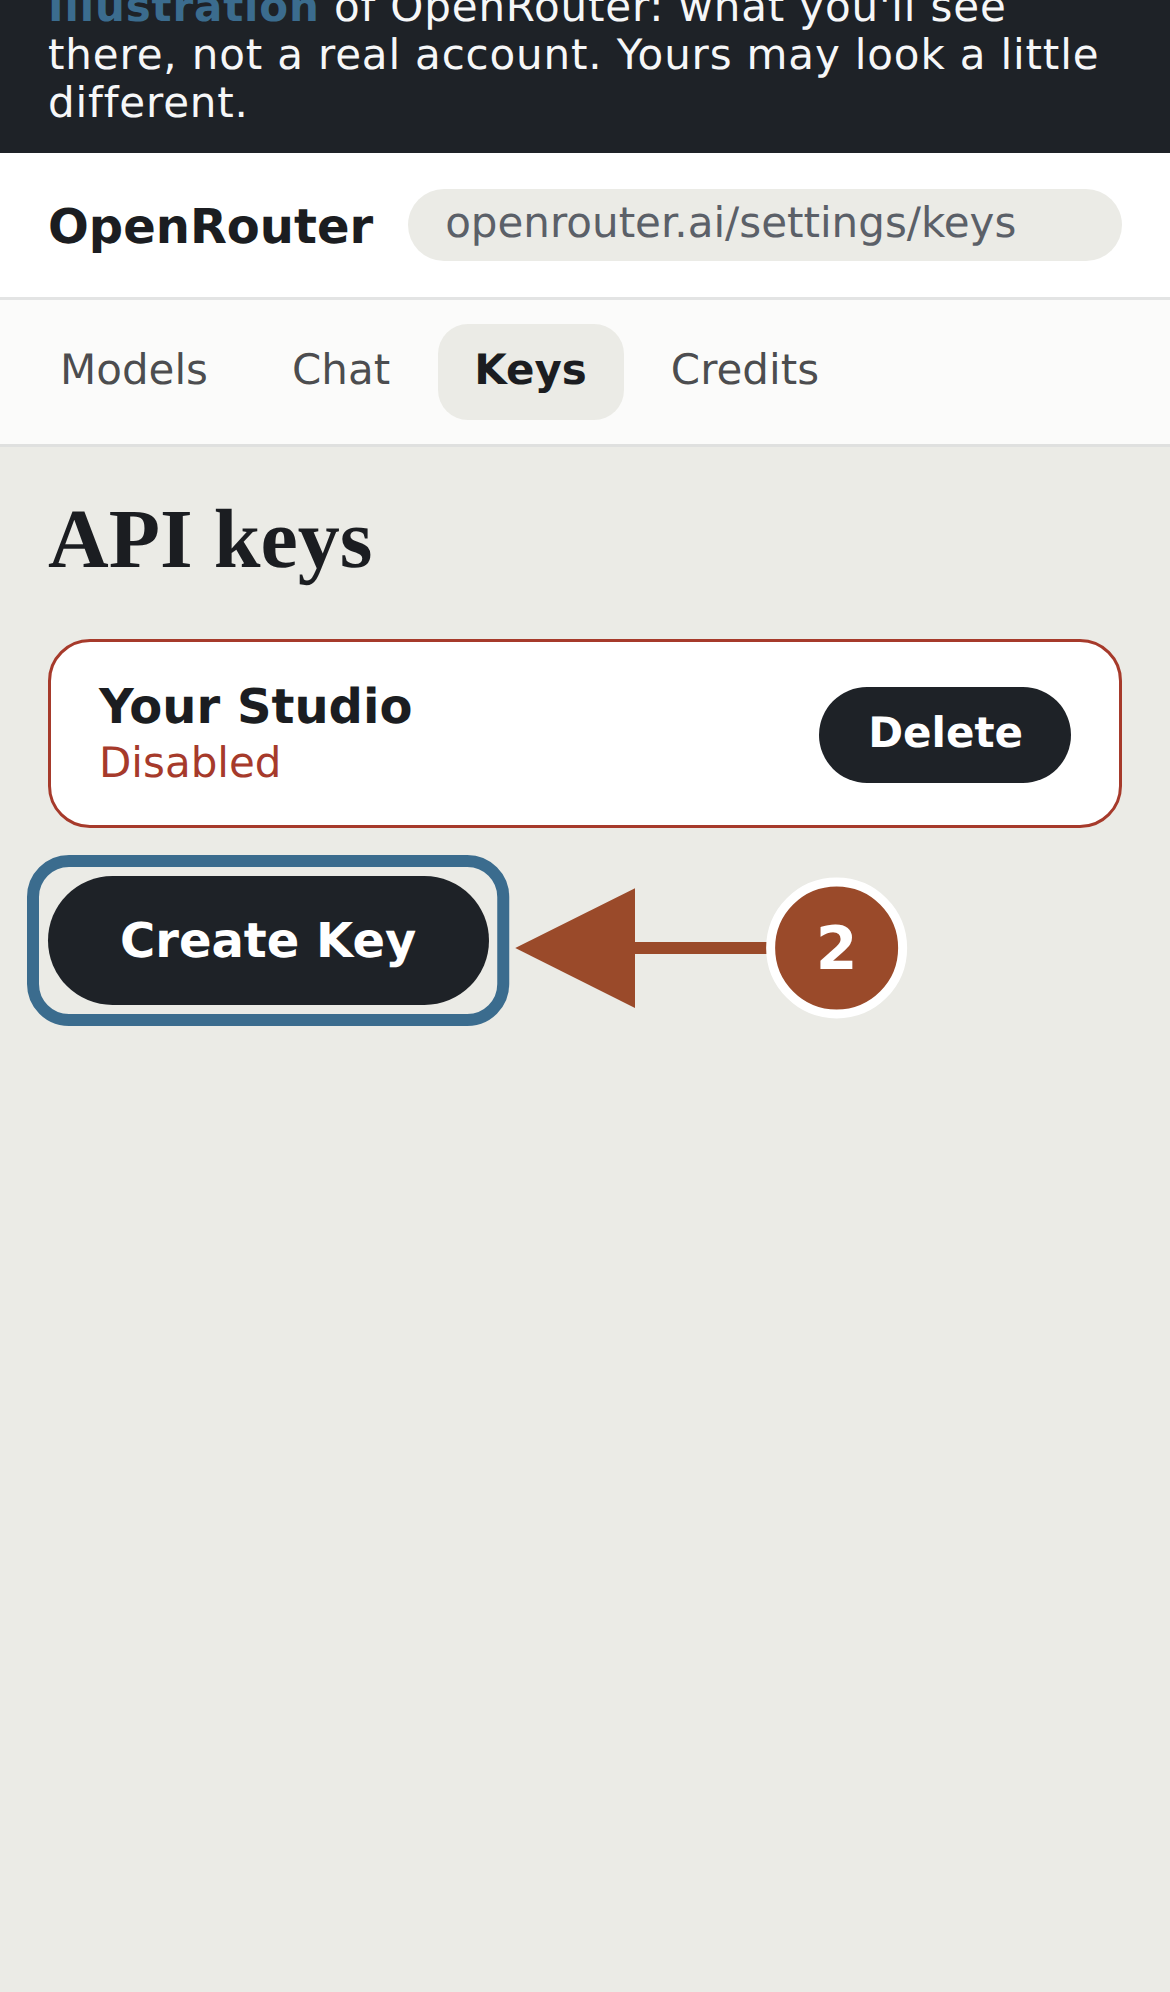 Illustration of OpenRouter: what you'll see
there, not a real account. Yours may look a little
different.
OpenRouter openrouter.ai/settings/keys
Models Chat Keys Credits
API keys
Your Studio
Disabled
Delete
Create Key
2